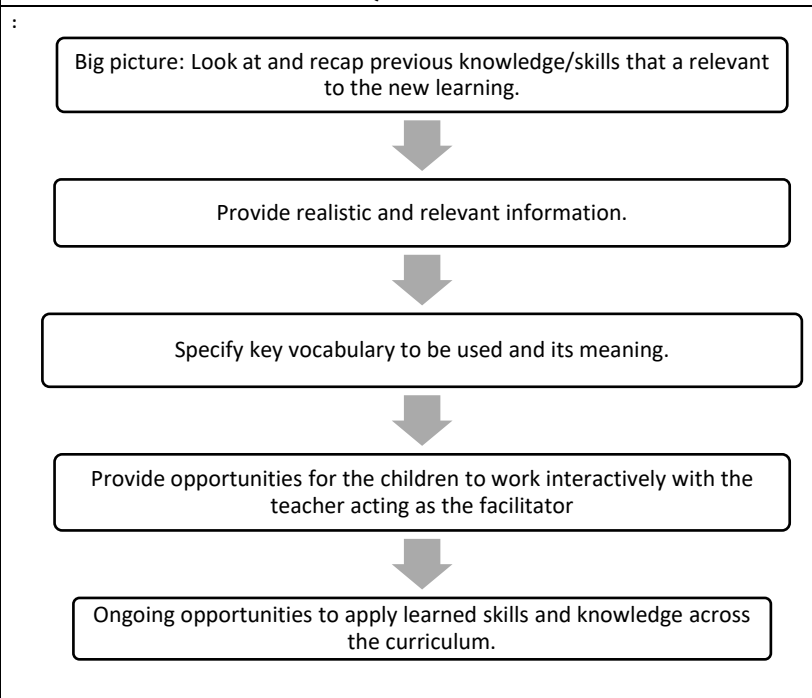 :
Big picture: Look at and recap previous knowledge/skills that a relevant
to the new learning.
Provide realistic and relevant information.
Specify key vocabulary to be used and its meaning.
Provide opportunities for the children to work interactively with the
teacher acting as the facilitator
Ongoing opportunities to apply learned skills and knowledge across
the curriculum.